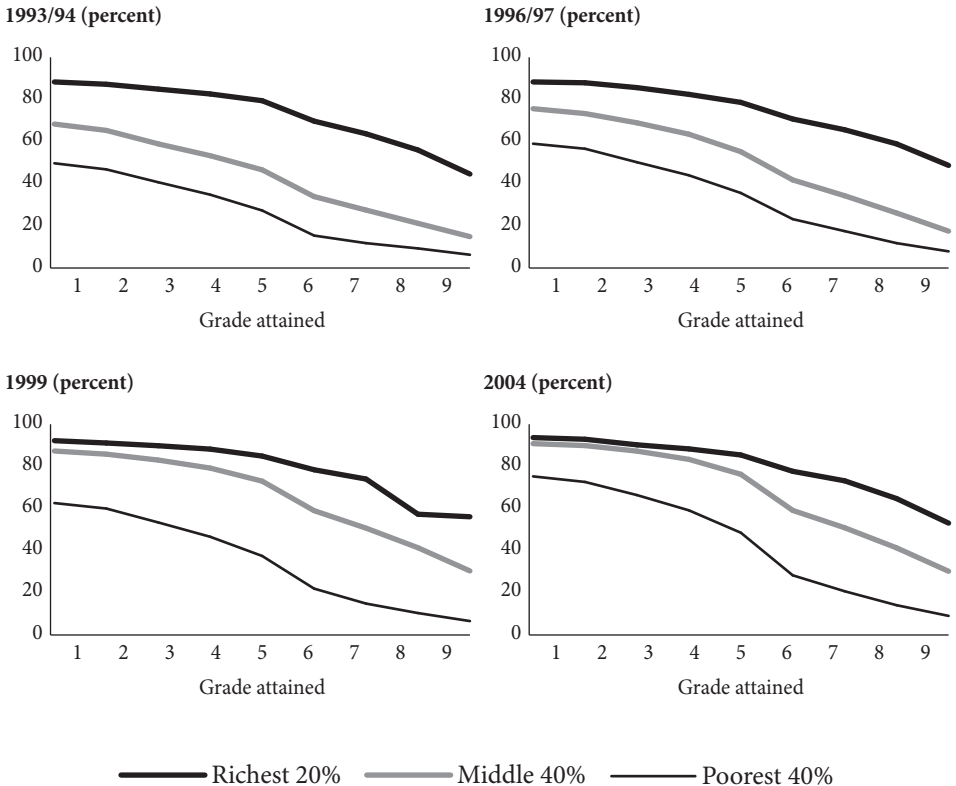 1993/94 (percent)
100
80
60
40
20
0
1 2 3 4 5 6 7 8 9
Grade attained
1996/97 (percent)
100
80
60
40
20
0
1 2 3 4 5 6 7 8 9
Grade attained
1999 (percent)
100
80
60
40
20
0
1 2 3 4 5 6 7 8 9
Grade attained
2004 (percent)
100
80
60
40
20
0
1 2 3 4 5 6 7 8 9
Grade attained
Richest 20% Middle 40% Poorest 40%